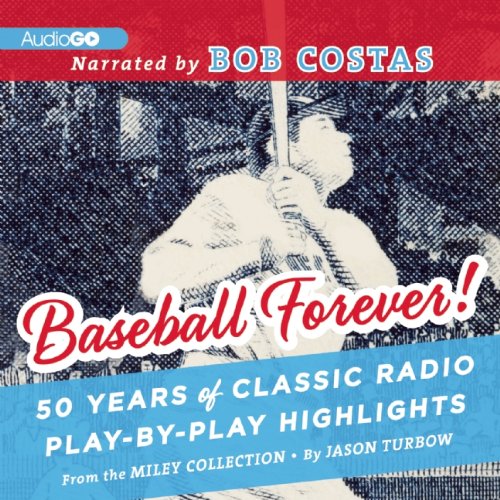 AudioGO
Narrated by BOB COSTAS
Baseball Forever!
50 YEARS of CLASSIC RADIO
PLAY-BY-PLAY HIGHLIGHTS
From the MILEY COLLECTION • By JASON TURBOW